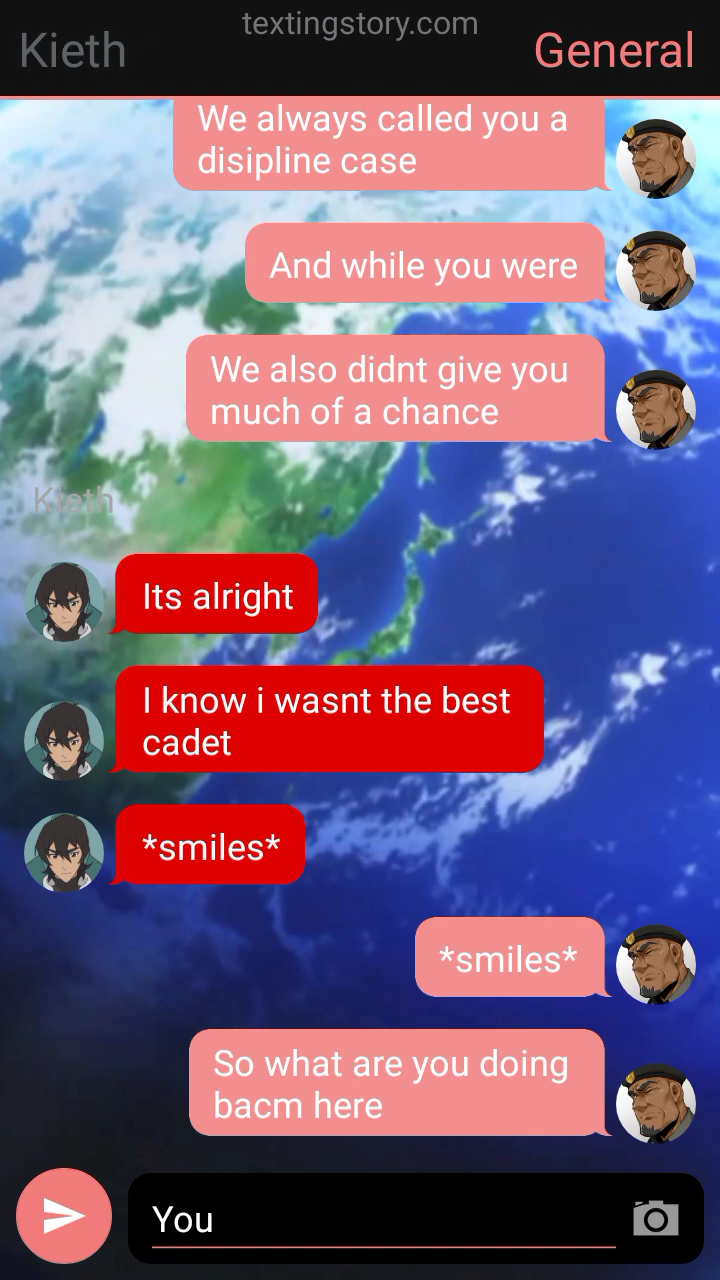 textingstory.com
Kieth
General
We always called you a
disipline case
And while you were
We also didnt give you
much of a chance
Kieth
Its alright
I know i wasnt the best
cadet
*smiles*
*smiles*
So what are you doing
bacm here
You